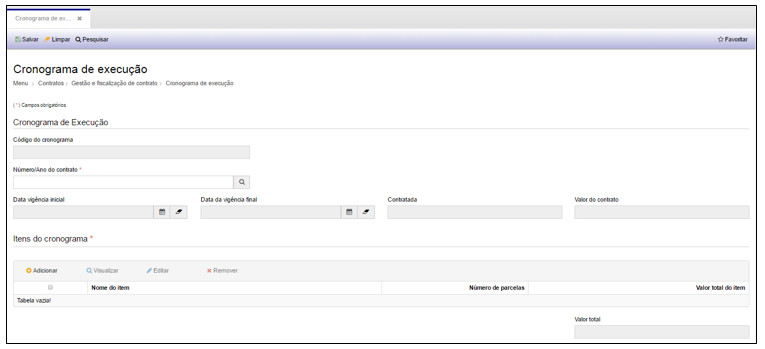 Cronograma de ex...
Salvar Limpar Pesquisar Favoritar
Cronograma de execução
Menu Contratos Gestão e fiscalização de contrato Cronograma de execução
( * ) Campos obrigatórios
Cronograma de Execução
Código do cronograma
Número/Ano do contrato *
Data vigência inicial Data da vigência final Contratada Valor do contrato
Itens do cronograma *
Adicionar Visualizar Editar Remover
Nome do item Número de parcelas Valor total do item
Tabela vazia!
Valor total